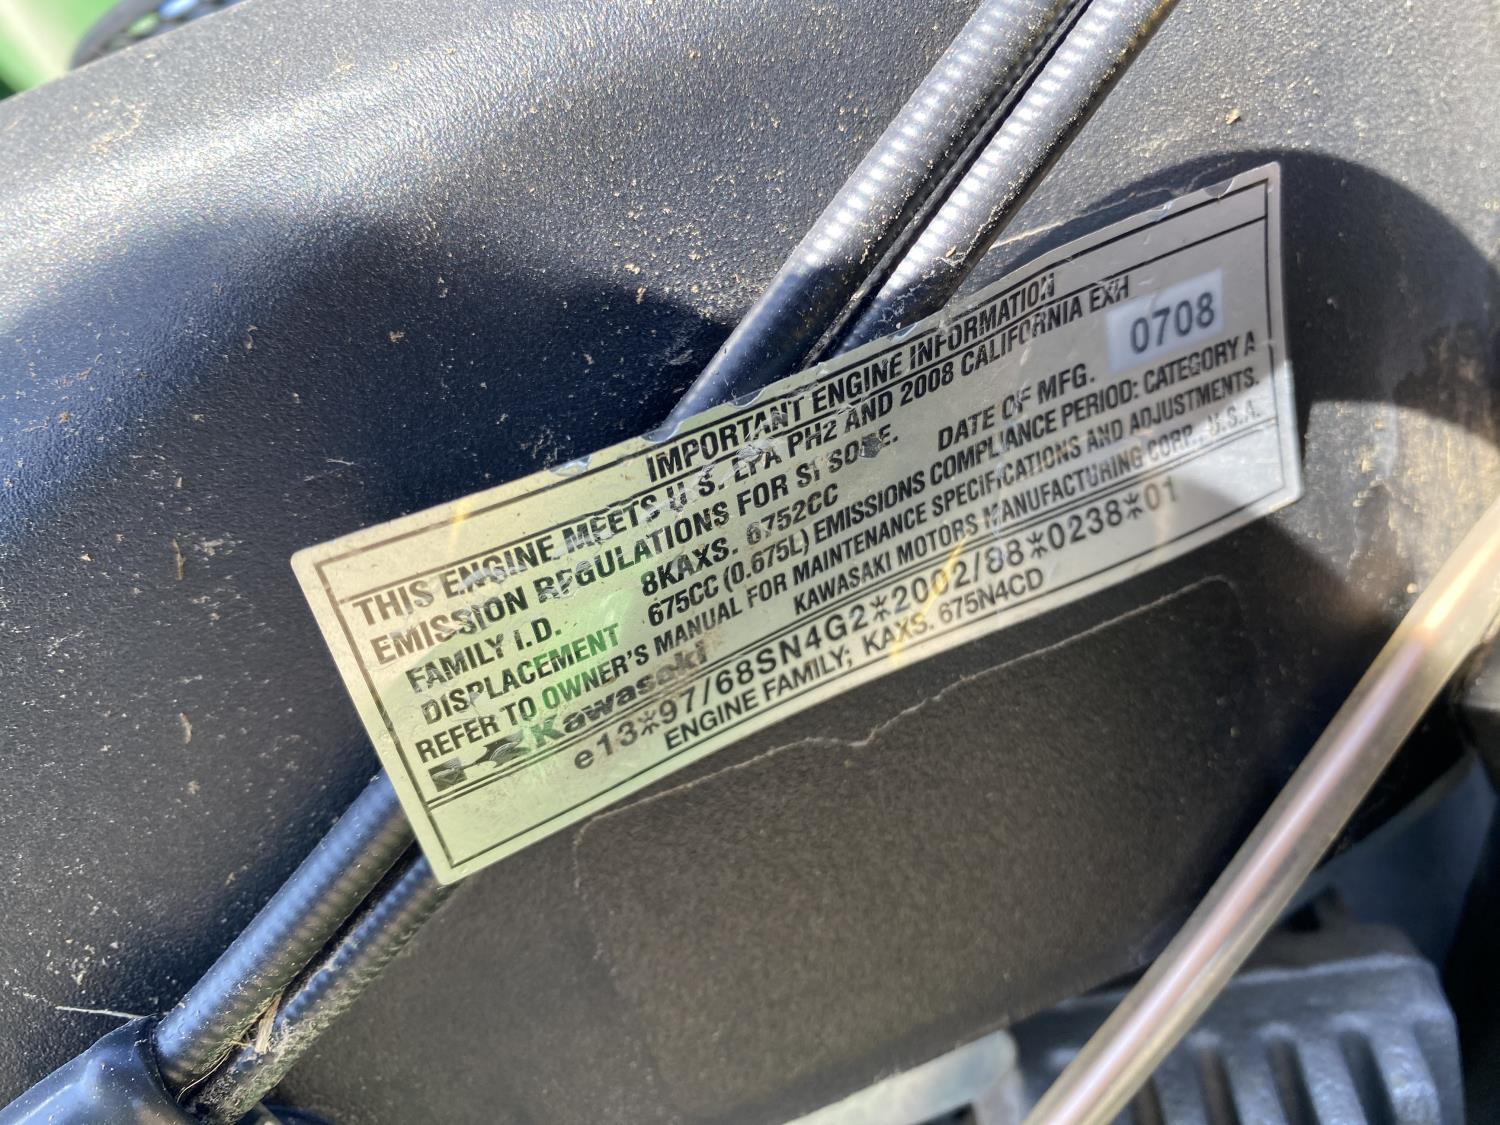 IMPORTANT ENGINE INFORMATION
THIS ENGINE MEETS U.S. EPA PH2 AND 2008 CALIFORNIA EXH
EMISSION REGULATIONS FOR SI SORE.
DATE OF MFG. 0708
FAMILY I.D. 8KAXS. 6752CC
DISPLACEMENT 675CC (0.675L) EMISSIONS COMPLIANCE PERIOD: CATEGORY A
REFER TO OWNER'S MANUAL FOR MAINTENANCE SPECIFICATIONS AND ADJUSTMENTS.
Kawasaki KAWASAKI MOTORS MANUFACTURING CORP., U.S.A.
e13*97/68SN4G2*2002/88*0238*01
ENGINE FAMILY; KAXS. 675N4CD